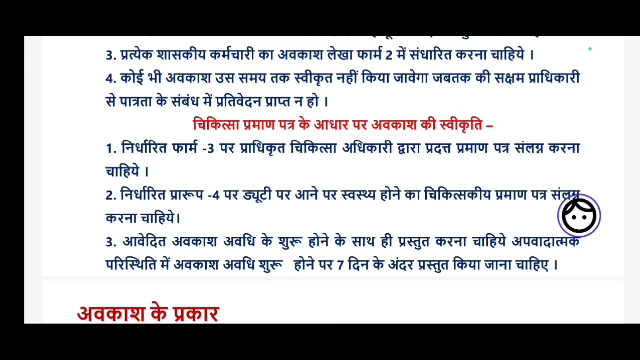 3. प्रत्येक शासकीय कर्मचारी का अवकाश लेखा फार्म 2 में संधारित करना चाहिये ।
4. कोई भी अवकाश उस समय तक स्वीकृत नहीं किया जावेगा जबतक की सक्षम प्राधिकारी
से पात्रता के संबंध में प्रतिवेदन प्राप्त न हो ।
चिकित्सा प्रमाण पत्र के आधार पर अवकाश की स्वीकृति –
1. निर्धारित फार्म -3 पर प्राधिकृत चिकित्सा अधिकारी द्वारा प्रदत्त प्रमाण पत्र संलग्न करना
चाहिये ।
2. निर्धारित प्रारूप -4 पर ड्यूटी पर आने पर स्वस्थ्य होने का चिकित्सकीय प्रमाण पत्र संलग्न
करना चाहिये।
3. आवेदित अवकाश अवधि के शुरू होने के साथ ही प्रस्तुत करना चाहिये अपवादात्मक
परिस्थिति में अवकाश अवधि शुरू होने पर 7 दिन के अंदर प्रस्तुत किया जाना चाहिए ।
अवकाश के प्रकार